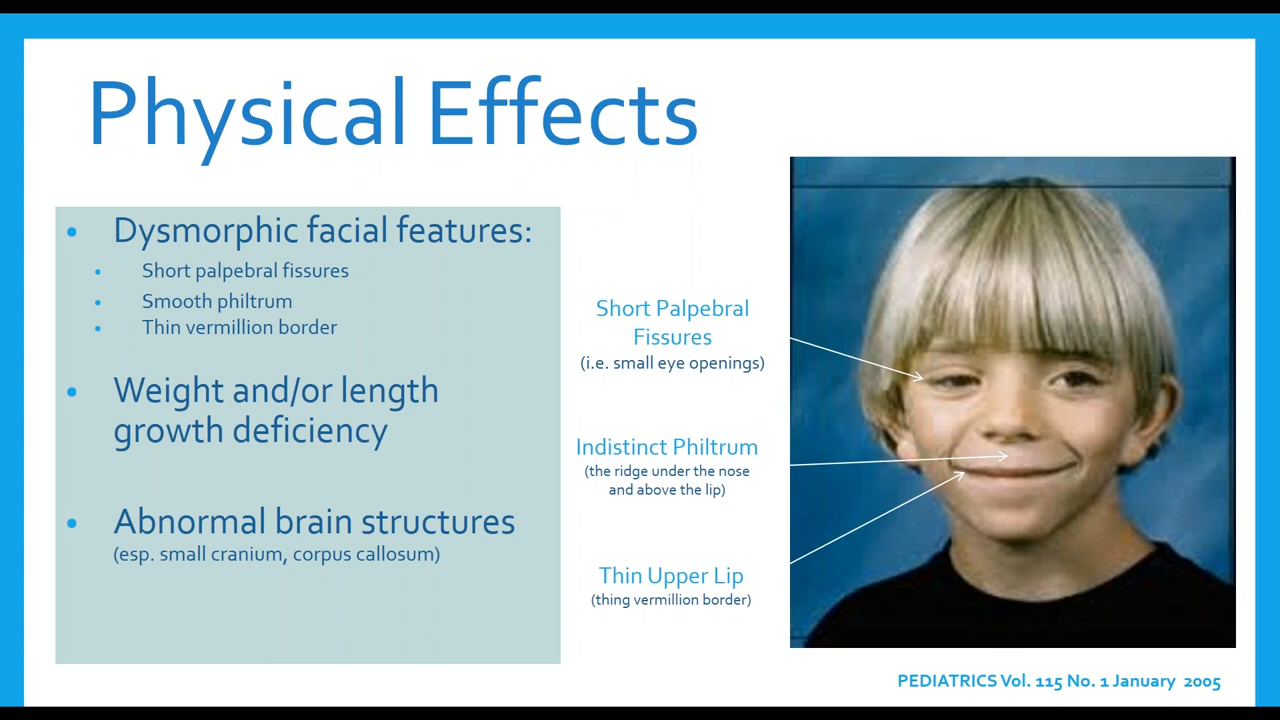 Physical Effects
• Dysmorphic facial features:
• Short palpebral fissures
• Smooth philtrum
• Thin vermillion border
• Weight and/or length
growth deficiency
• Abnormal brain structures
(esp. small cranium, corpus callosum)
Short Palpebral
Fissures
(i.e. small eye openings)
Indistinct Philtrum
(the ridge under the nose
and above the lip)
Thin Upper Lip
(thing vermillion border)
PEDIATRICS Vol. 115 No. 1 January 2005